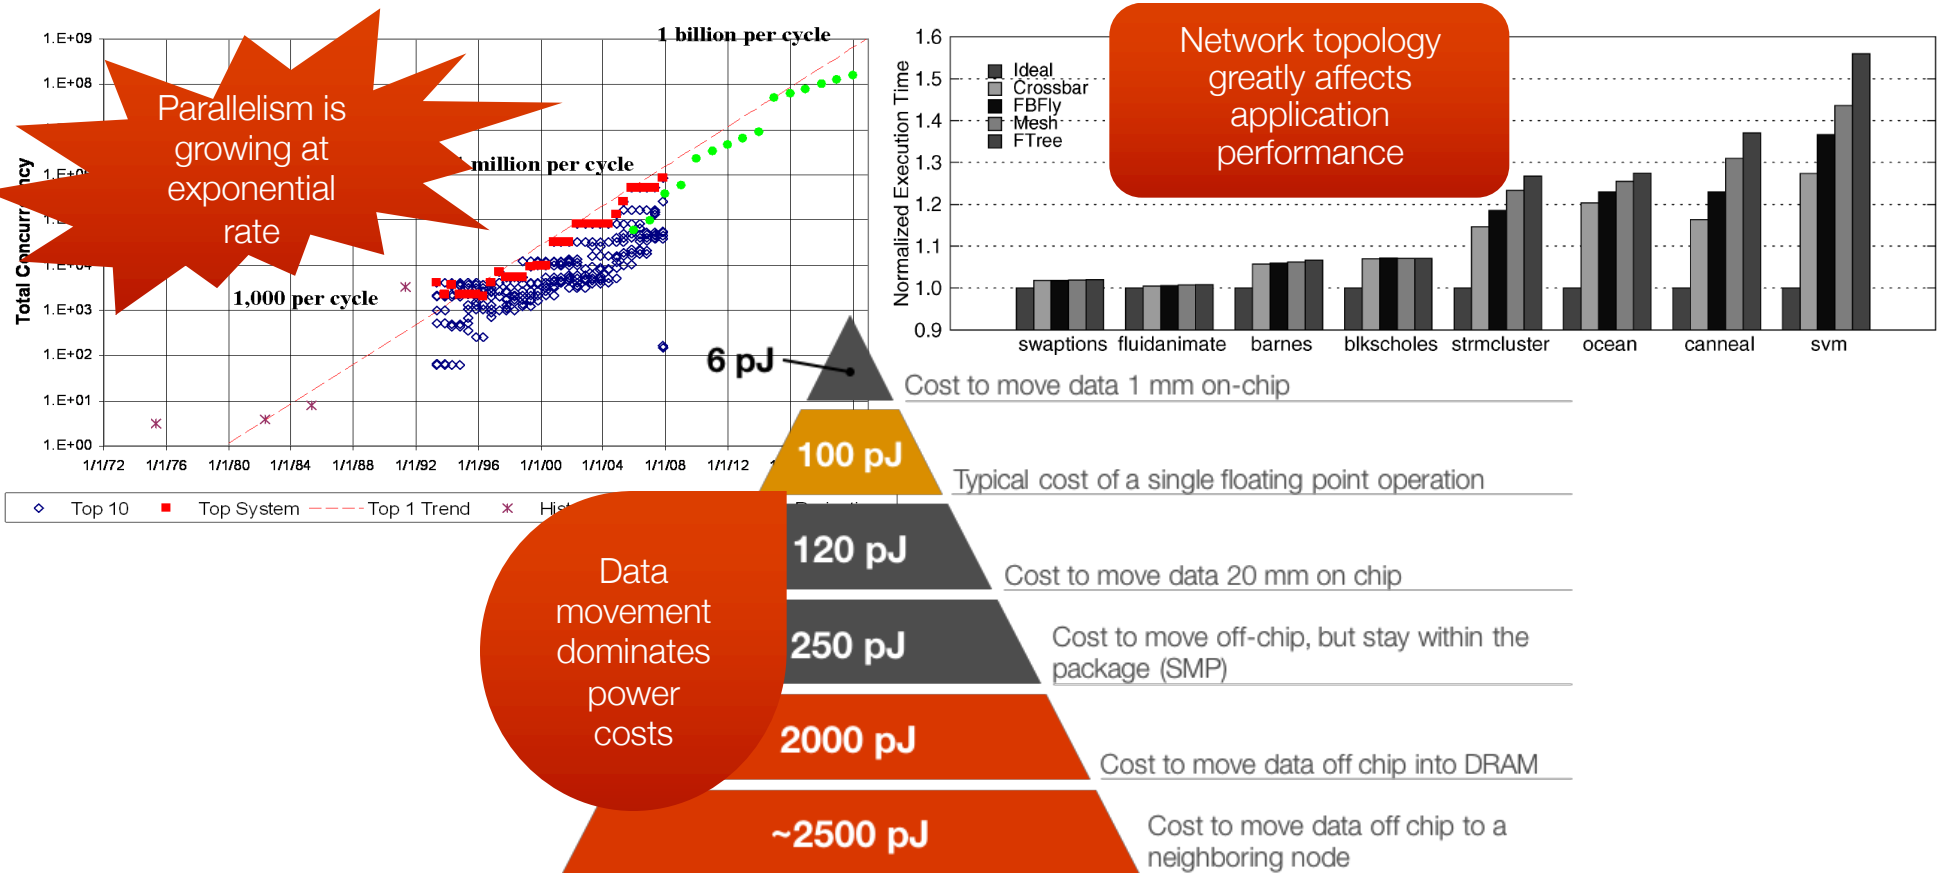 1.E+09
1.E+08
1.E+04
1.E+03
1.E+02
1.E+01
1.E+00
Total Concurrency
1 billion per cycle
million per cycle
1,000 per cycle
Parallelism is
growing at
exponential
rate
1/1/72 1/1/76 1/1/80 1/1/84 1/1/88 1/1/92 1/1/96 1/1/00 1/1/04 1/1/08 1/1/12
Top 10 Top System Top 1 Trend
1.6
1.5
1.4
1.3
1.2
1.1
1.0
0.9
Normalized Execution Time
Ideal
Crossbar
FBFly
Mesh
FTree
Network topology
greatly affects
application
performance
swaptions fluidanimate barnes blkscholes strmcluster ocean canneal svm
6 pJ
Cost to move data 1 mm on-chip
100 pJ
Typical cost of a single floating point operation
120 pJ
Cost to move data 20 mm on chip
250 pJ
Cost to move off-chip, but stay within the
package (SMP)
2000 pJ
Cost to move data off chip into DRAM
~2500 pJ
Cost to move data off chip to a
neighboring node
Data
movement
dominates
power
costs